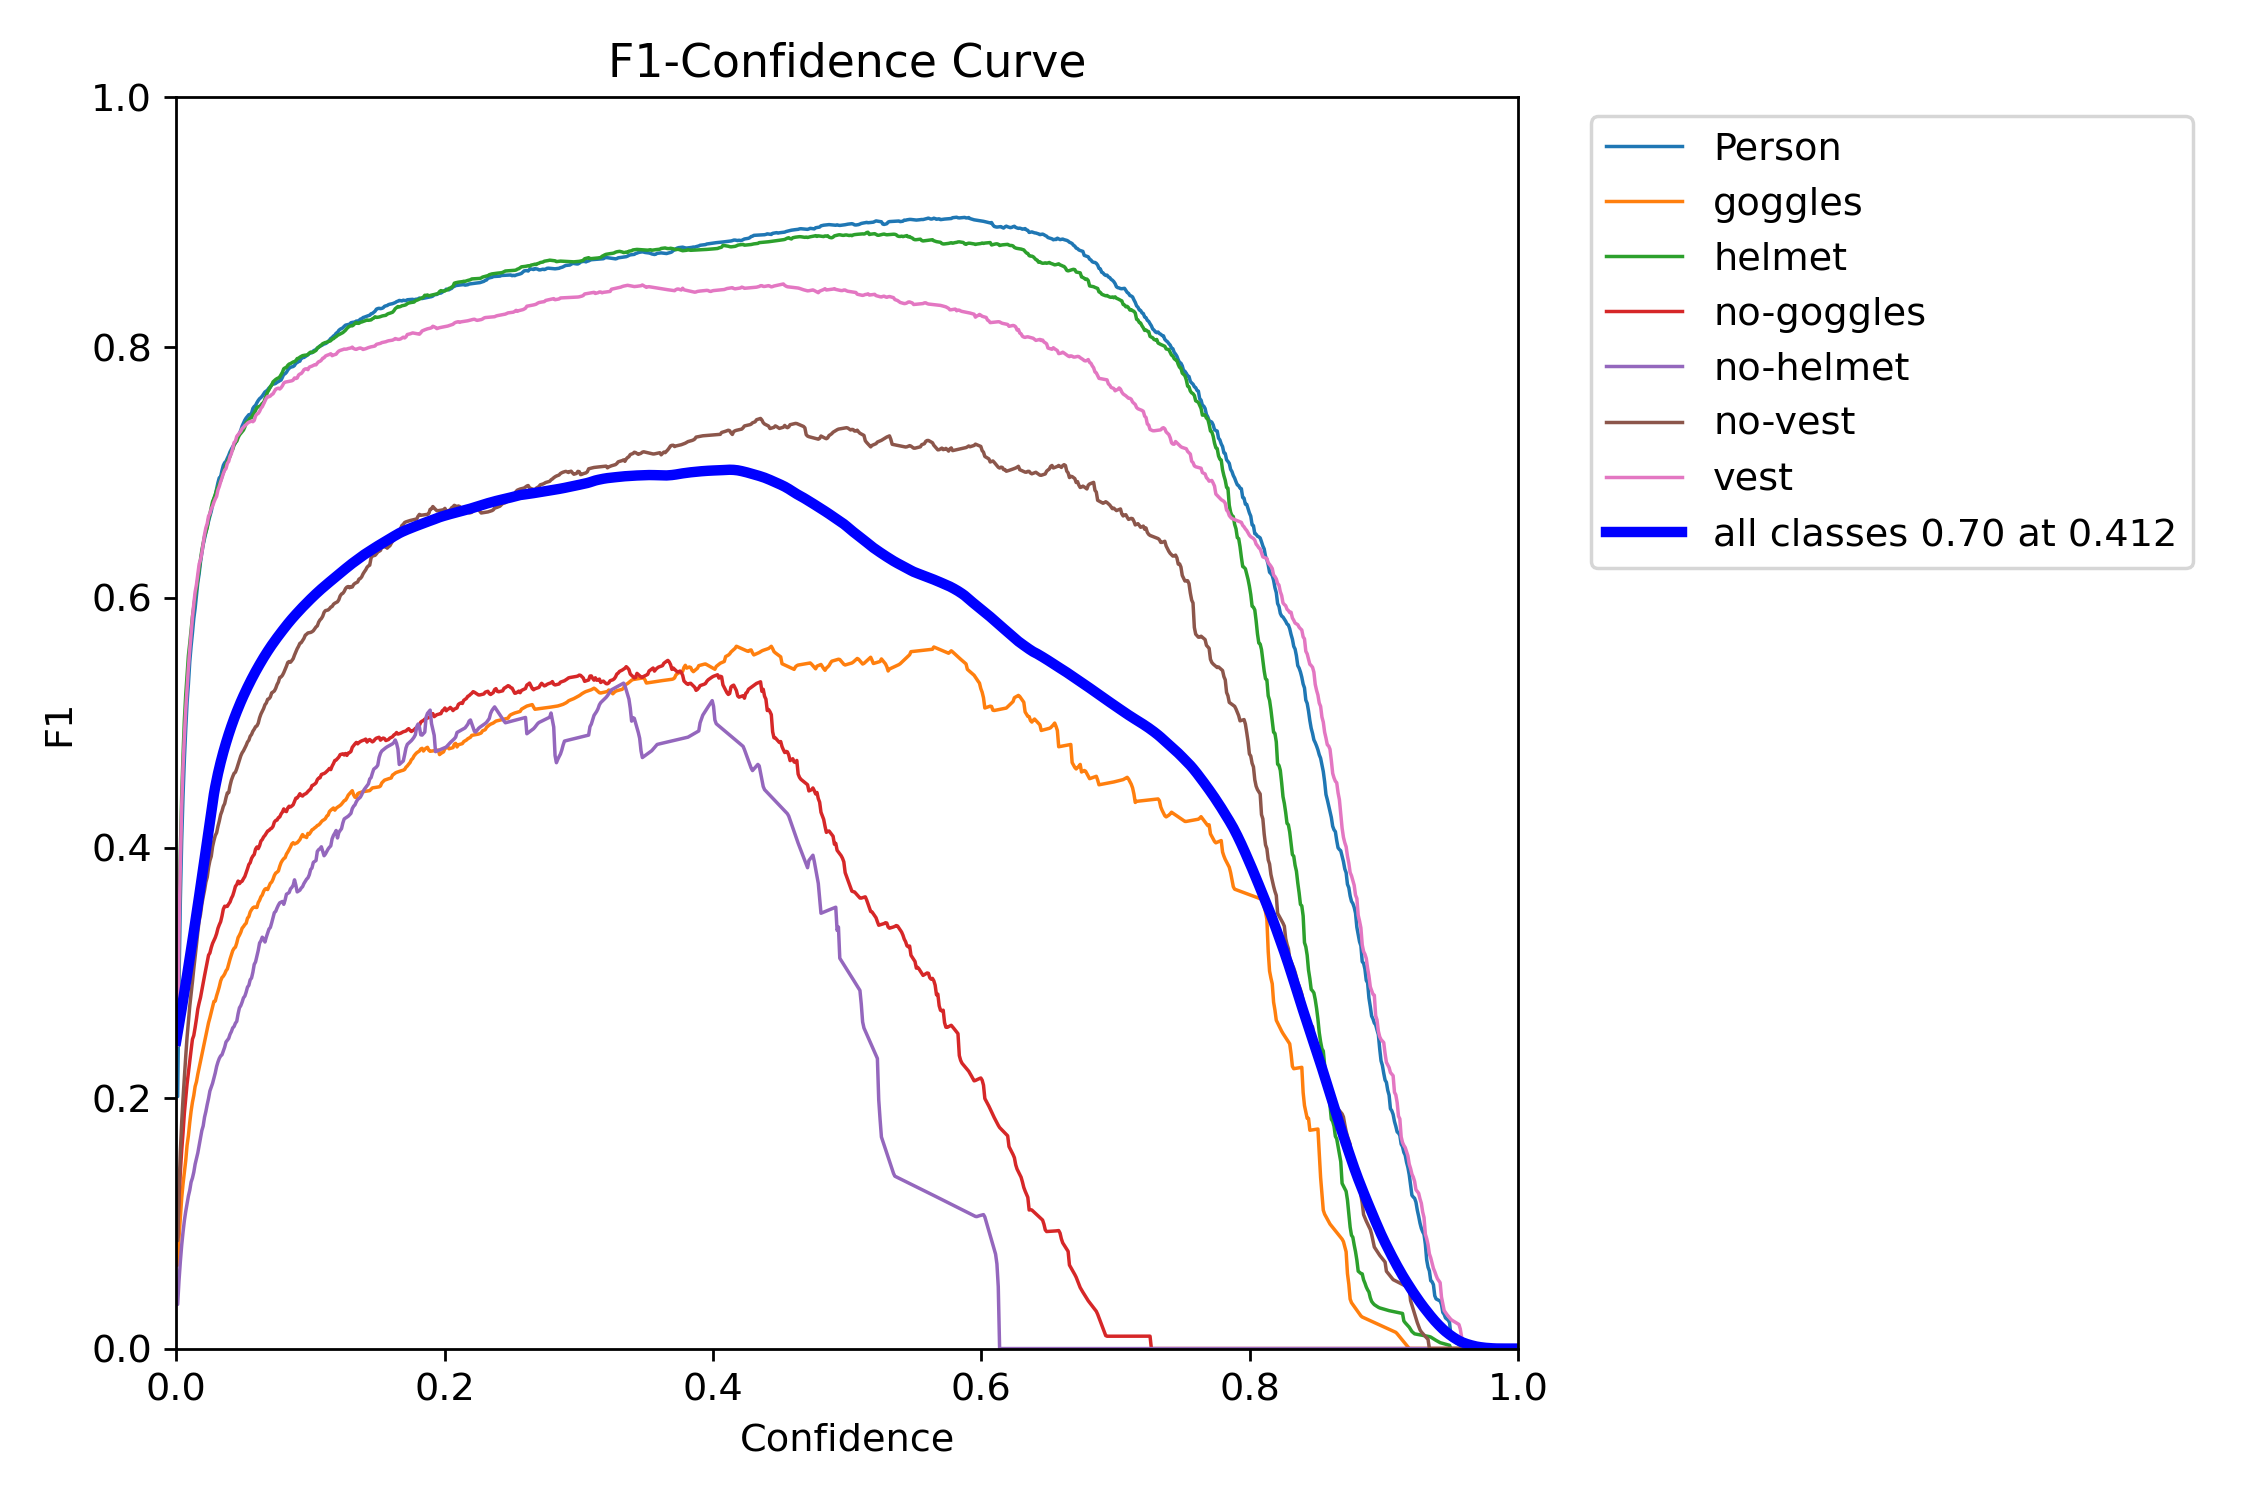 F1-Confidence Curve
1.0
0.8
0.6
0.4
0.2
0.0
F1
0.0 0.2 0.4 0.6 0.8 1.0
Confidence
Person
goggles
helmet
no-goggles
no-helmet
no-vest
vest
all classes 0.70 at 0.412